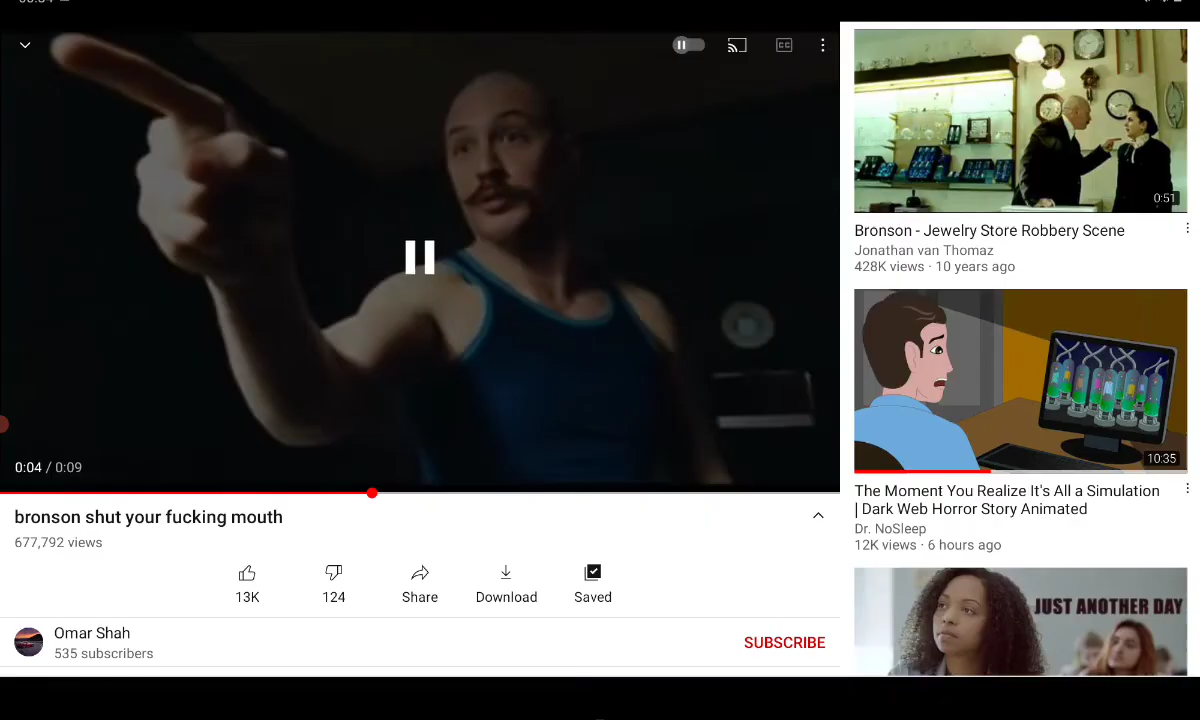 CC
0:04 / 0:09
bronson shut your fucking mouth
677,792 views
13K
124
Share
Download
Saved
Omar Shah
535 subscribers
SUBSCRIBE
0:51
Bronson - Jewelry Store Robbery Scene
Jonathan van Thomaz
428K views · 10 years ago
10:35
The Moment You Realize It's All a Simulation
| Dark Web Horror Story Animated
Dr. NoSleep
12K views · 6 hours ago
JUST ANOTHER DAY